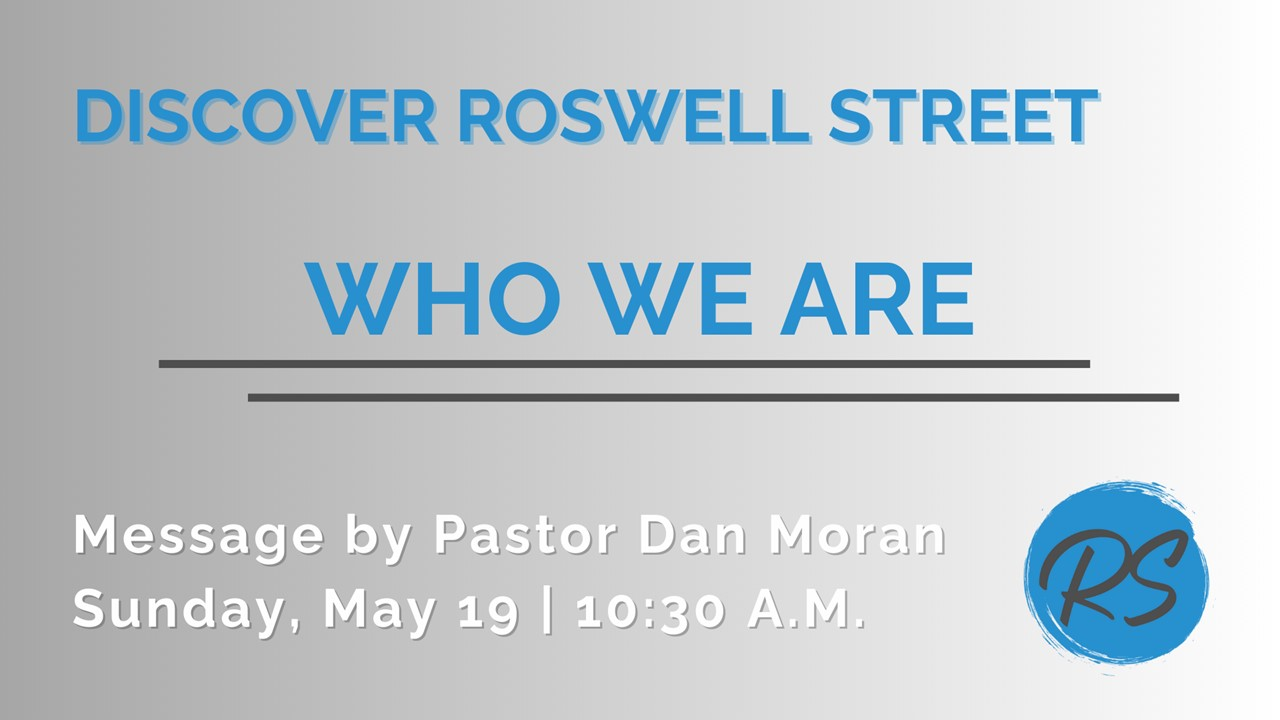 DISCOVER ROSWELL STREET
WHO WE ARE
Message by Pastor Dan Moran
Sunday, May 19 | 10:30 A.M.
RS